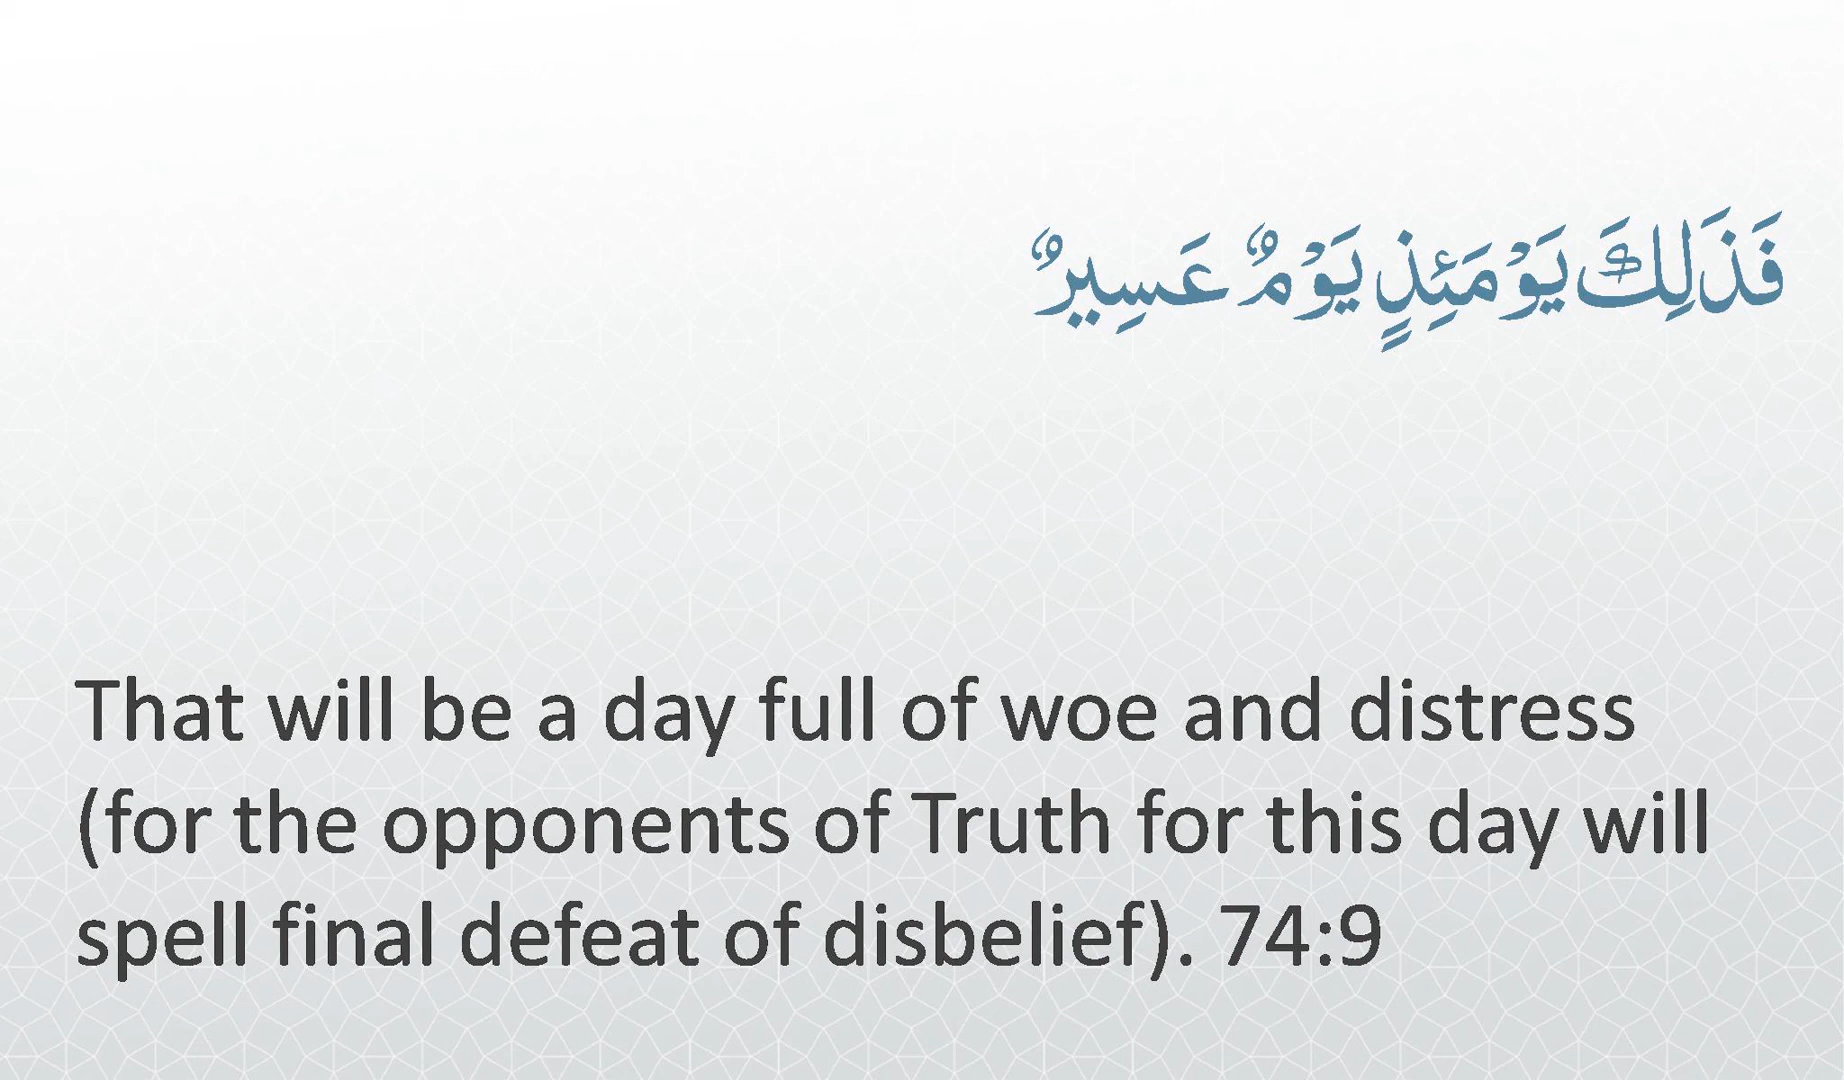 فَذَلِكَ يَوْمَئِذٍ يَوْمٌ عَسِيرٌ
That will be a day full of woe and distress
(for the opponents of Truth for this day will
spell final defeat of disbelief). 74:9